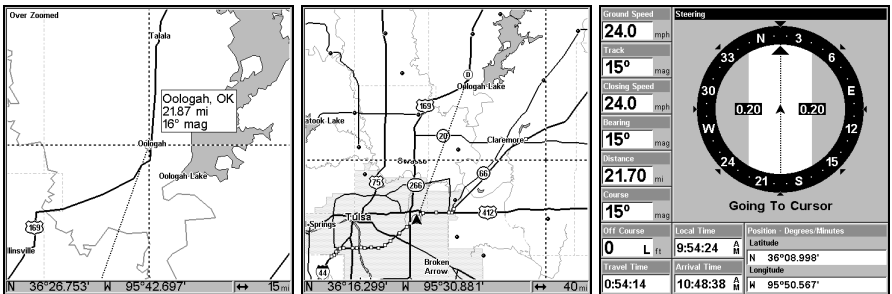 Over Zoomed
Talala
Oologah, OK
21.87 mi
16° mag
Oologah
Oologah-Lake
169
llinsville
N 36°26.753' W 95°42.697' ↔ 15 mi
D
Oologah-Lake
169
atook Lake
20
Claremore
Swasso
66
75
266
412
Tulsa
l-Springs
Broken
Arrow
44
N 36°16.299' W 95°30.881' ↔ 40 mi
Ground Speed
24.0 mph
Track
15° mag
Closing Speed
24.0 mph
Bearing
15° mag
Distance
21.70 mi
Course
15° mag
Off Course
0 L ft
Travel Time
0:54:14
Steering
N 3 6 E 12 15 S 21 24 W 30 33
0.20 0.20
Going To Cursor
Local Time
9:54:24 AM
Arrival Time
10:48:38 AM
Position - Degrees/Minutes
Latitude
N 36°08.998'
Longitude
W 95°50.567'